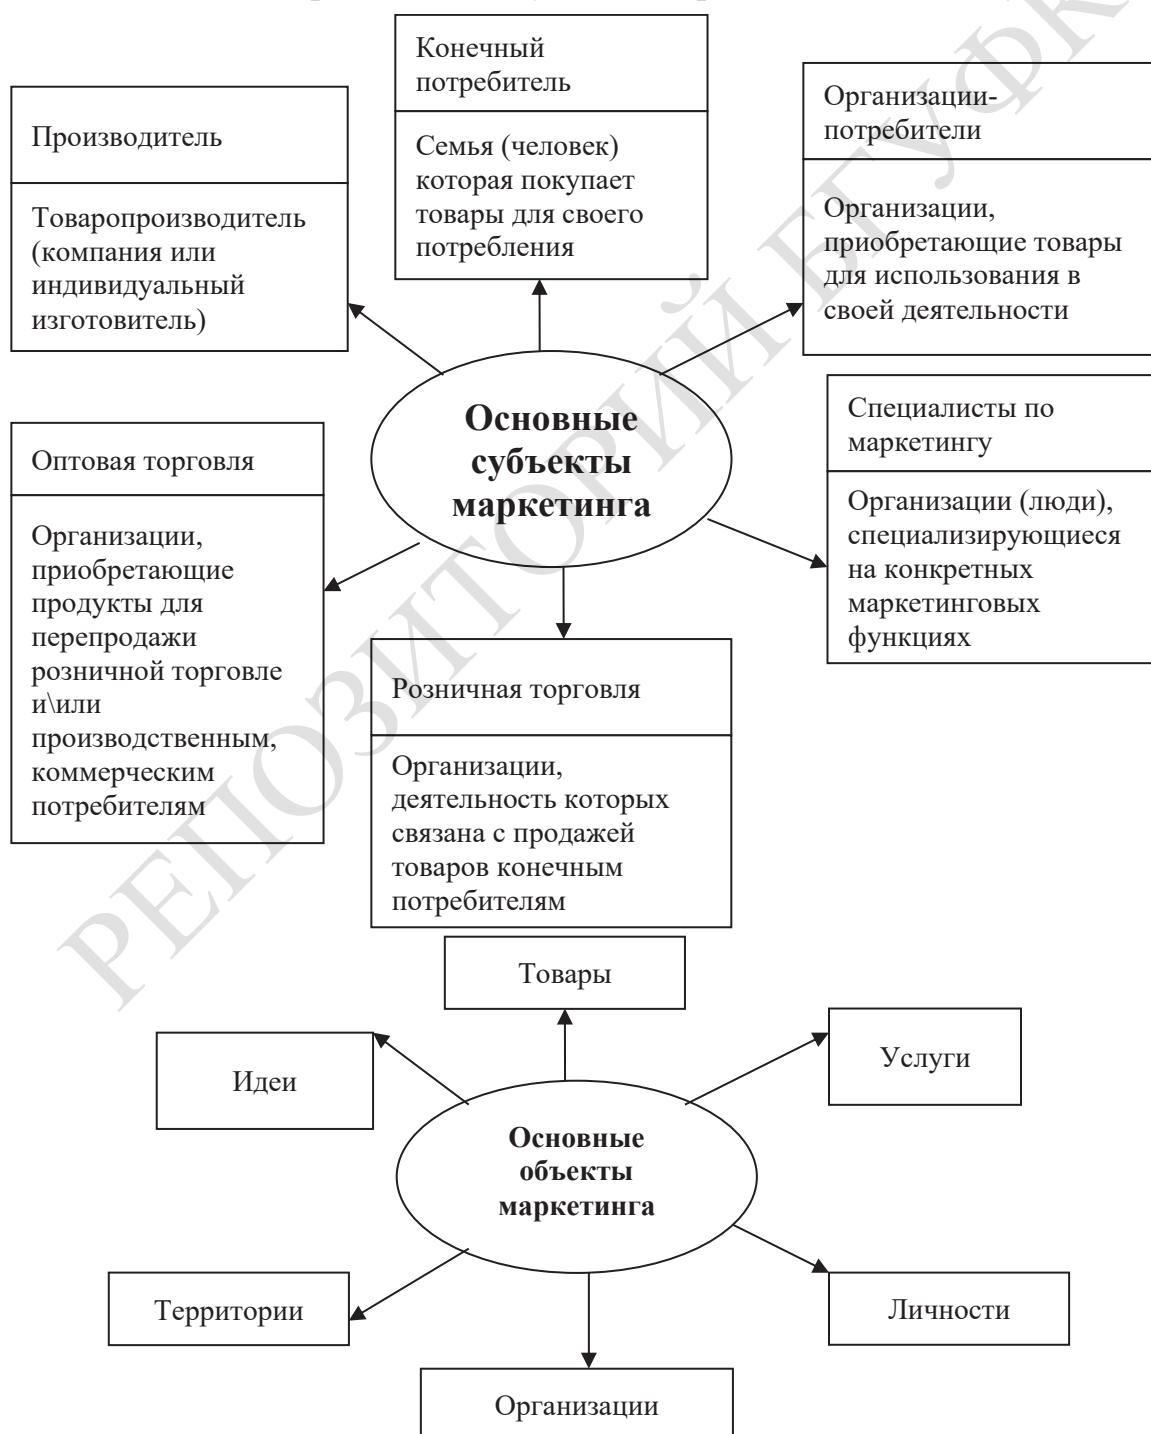 Конечный
потребитель
Семья (человек)
которая покупает
товары для своего
потребления
Производитель
Товаропроизводитель
(компания или
индивидуальный
изготовитель)
Организации-
потребители
Организации,
приобретающие товары
для использования в
своей деятельности
Основные
субъекты
маркетинга
Специалисты по
маркетингу
Организации (люди),
специализирующиеся
на конкретных
маркетинговых
функциях
Оптовая торговля
Организации,
приобретающие
продукты для
перепродажи
розничной торговле
и\или
производственным,
коммерческим
потребителям
Розничная торговля
Организации,
деятельность которых
связана с продажей
товаров конечным
потребителям
Товары
Идеи
Услуги
Основные
объекты
маркетинга
Территории
Личности
Организации
РЕПОЗИТОРИЙ БГУФК